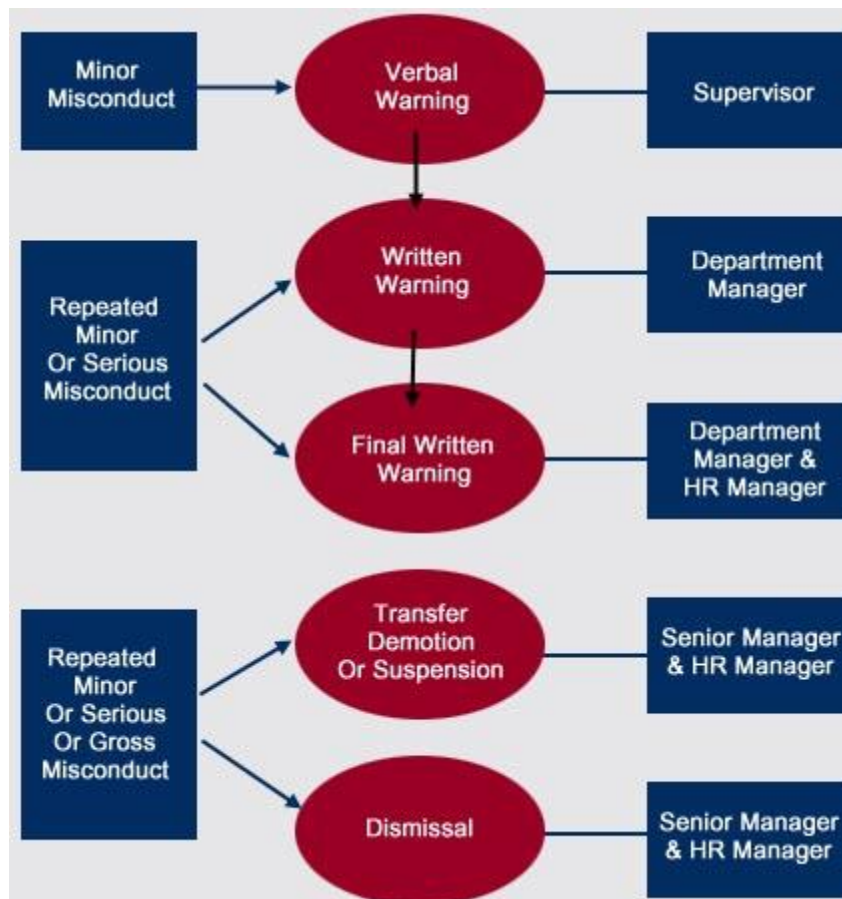 Minor
Misconduct
Verbal
Warning
Supervisor
Repeated
Minor
Or Serious
Misconduct
Written
Warning
Department
Manager
Final Written
Warning
Department
Manager &
HR Manager
Repeated
Minor
Or Serious
Or Gross
Misconduct
Transfer
Demotion
Or Suspension
Senior Manager
& HR Manager
Dismissal
Senior Manager
& HR Manager